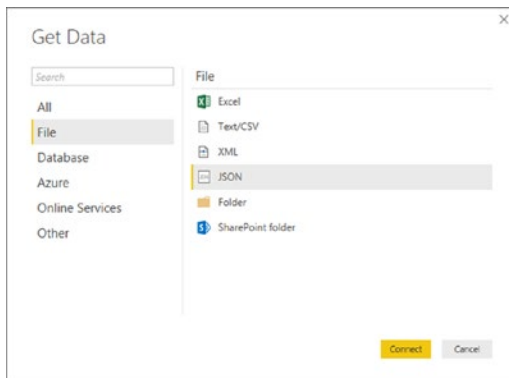 Get Data
Search
All
File
Database
Azure
Online Services
Other
File
Excel
Text/CSV
XML
JSON
Folder
SharePoint folder
Connect
Cancel